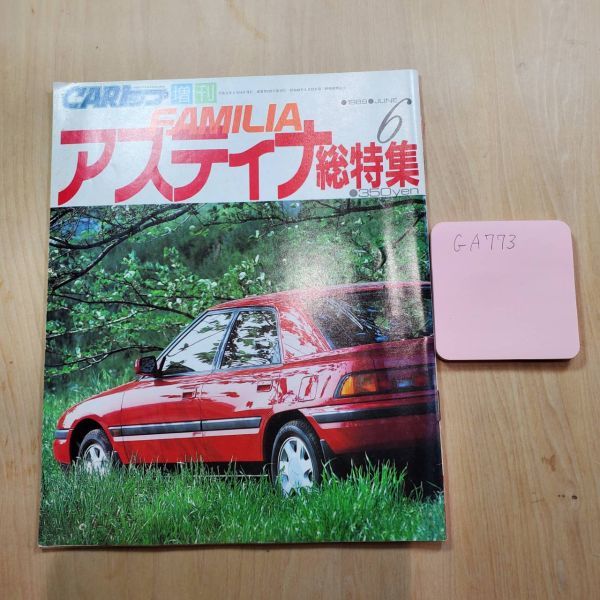 CARトップ 増刊
●1989●JUNE
6
FAMILIA
アスティナ総特集
●350yen
GA773